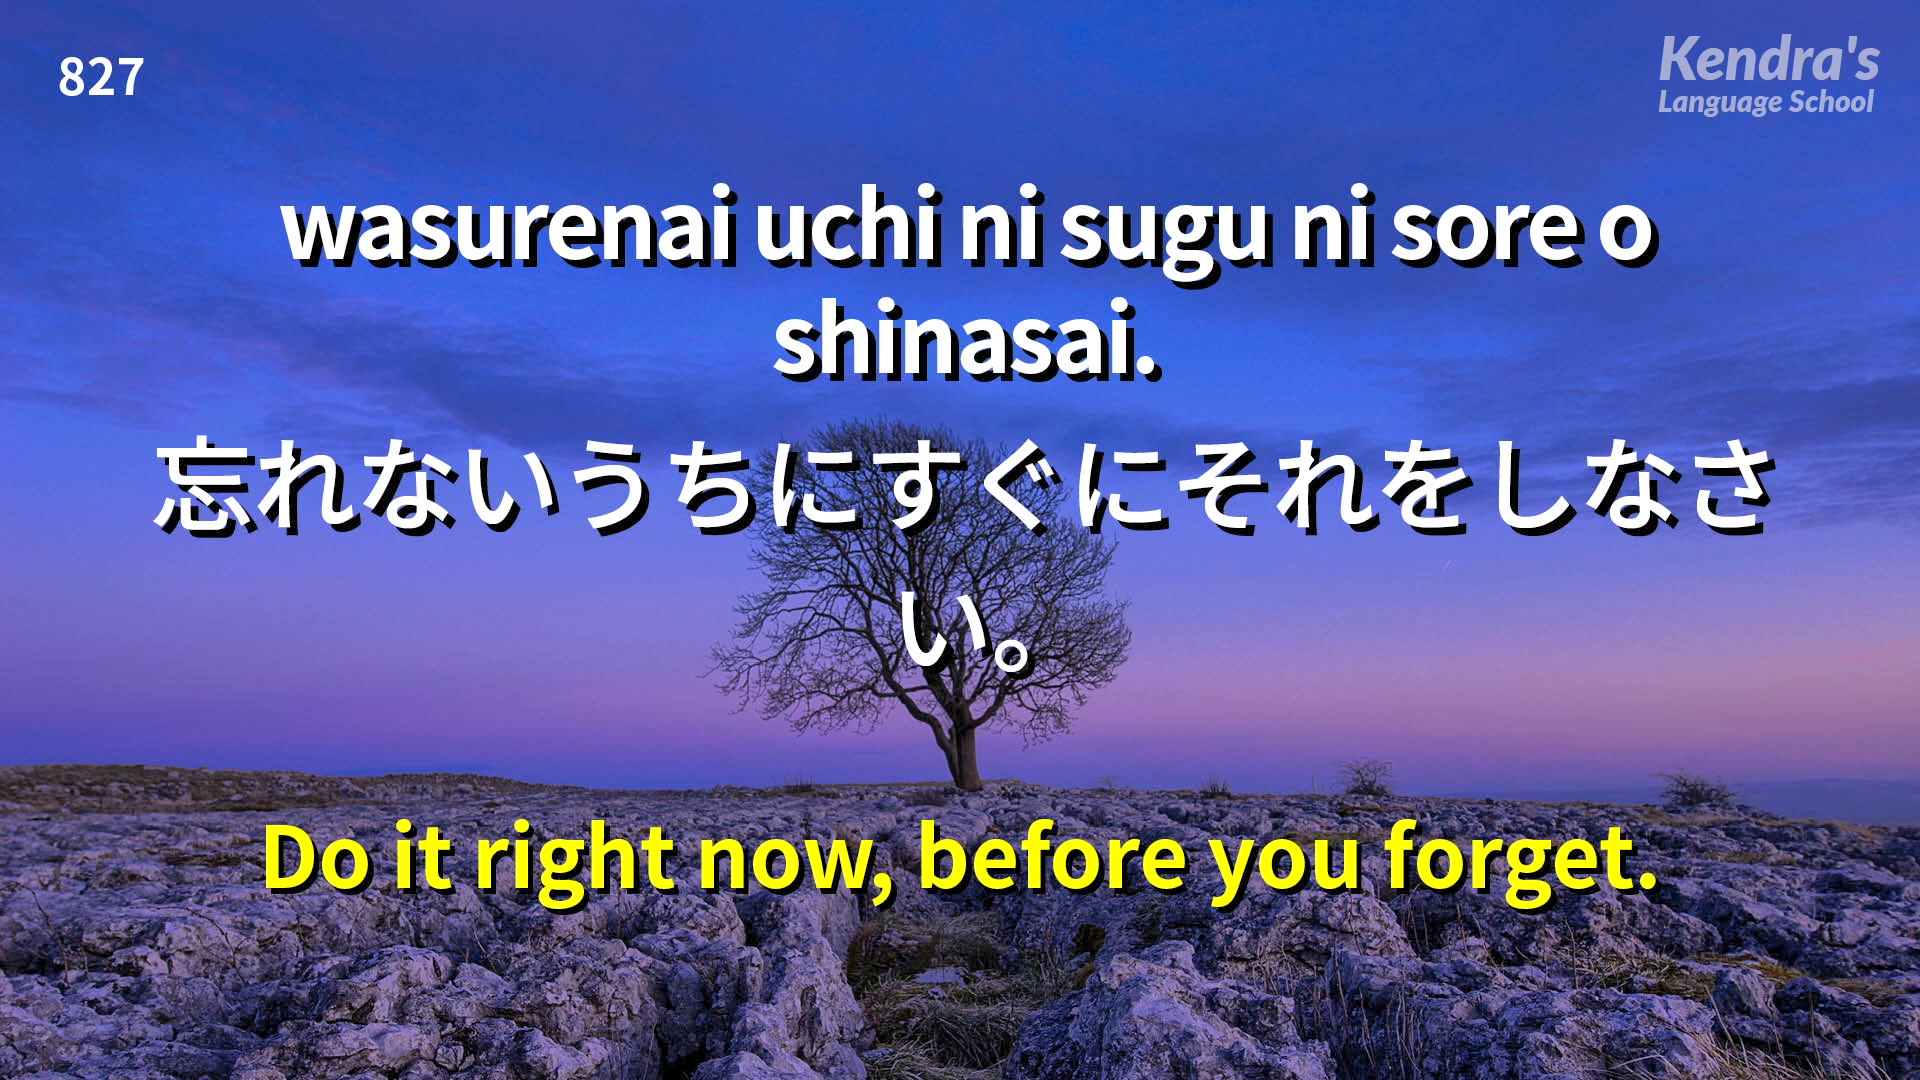 827
Kendra's
Language School
wasurenai uchi ni sugu ni sore o
shinasai.
忘れないうちにすぐにそれをしなさ
い。
Do it right now, before you forget.